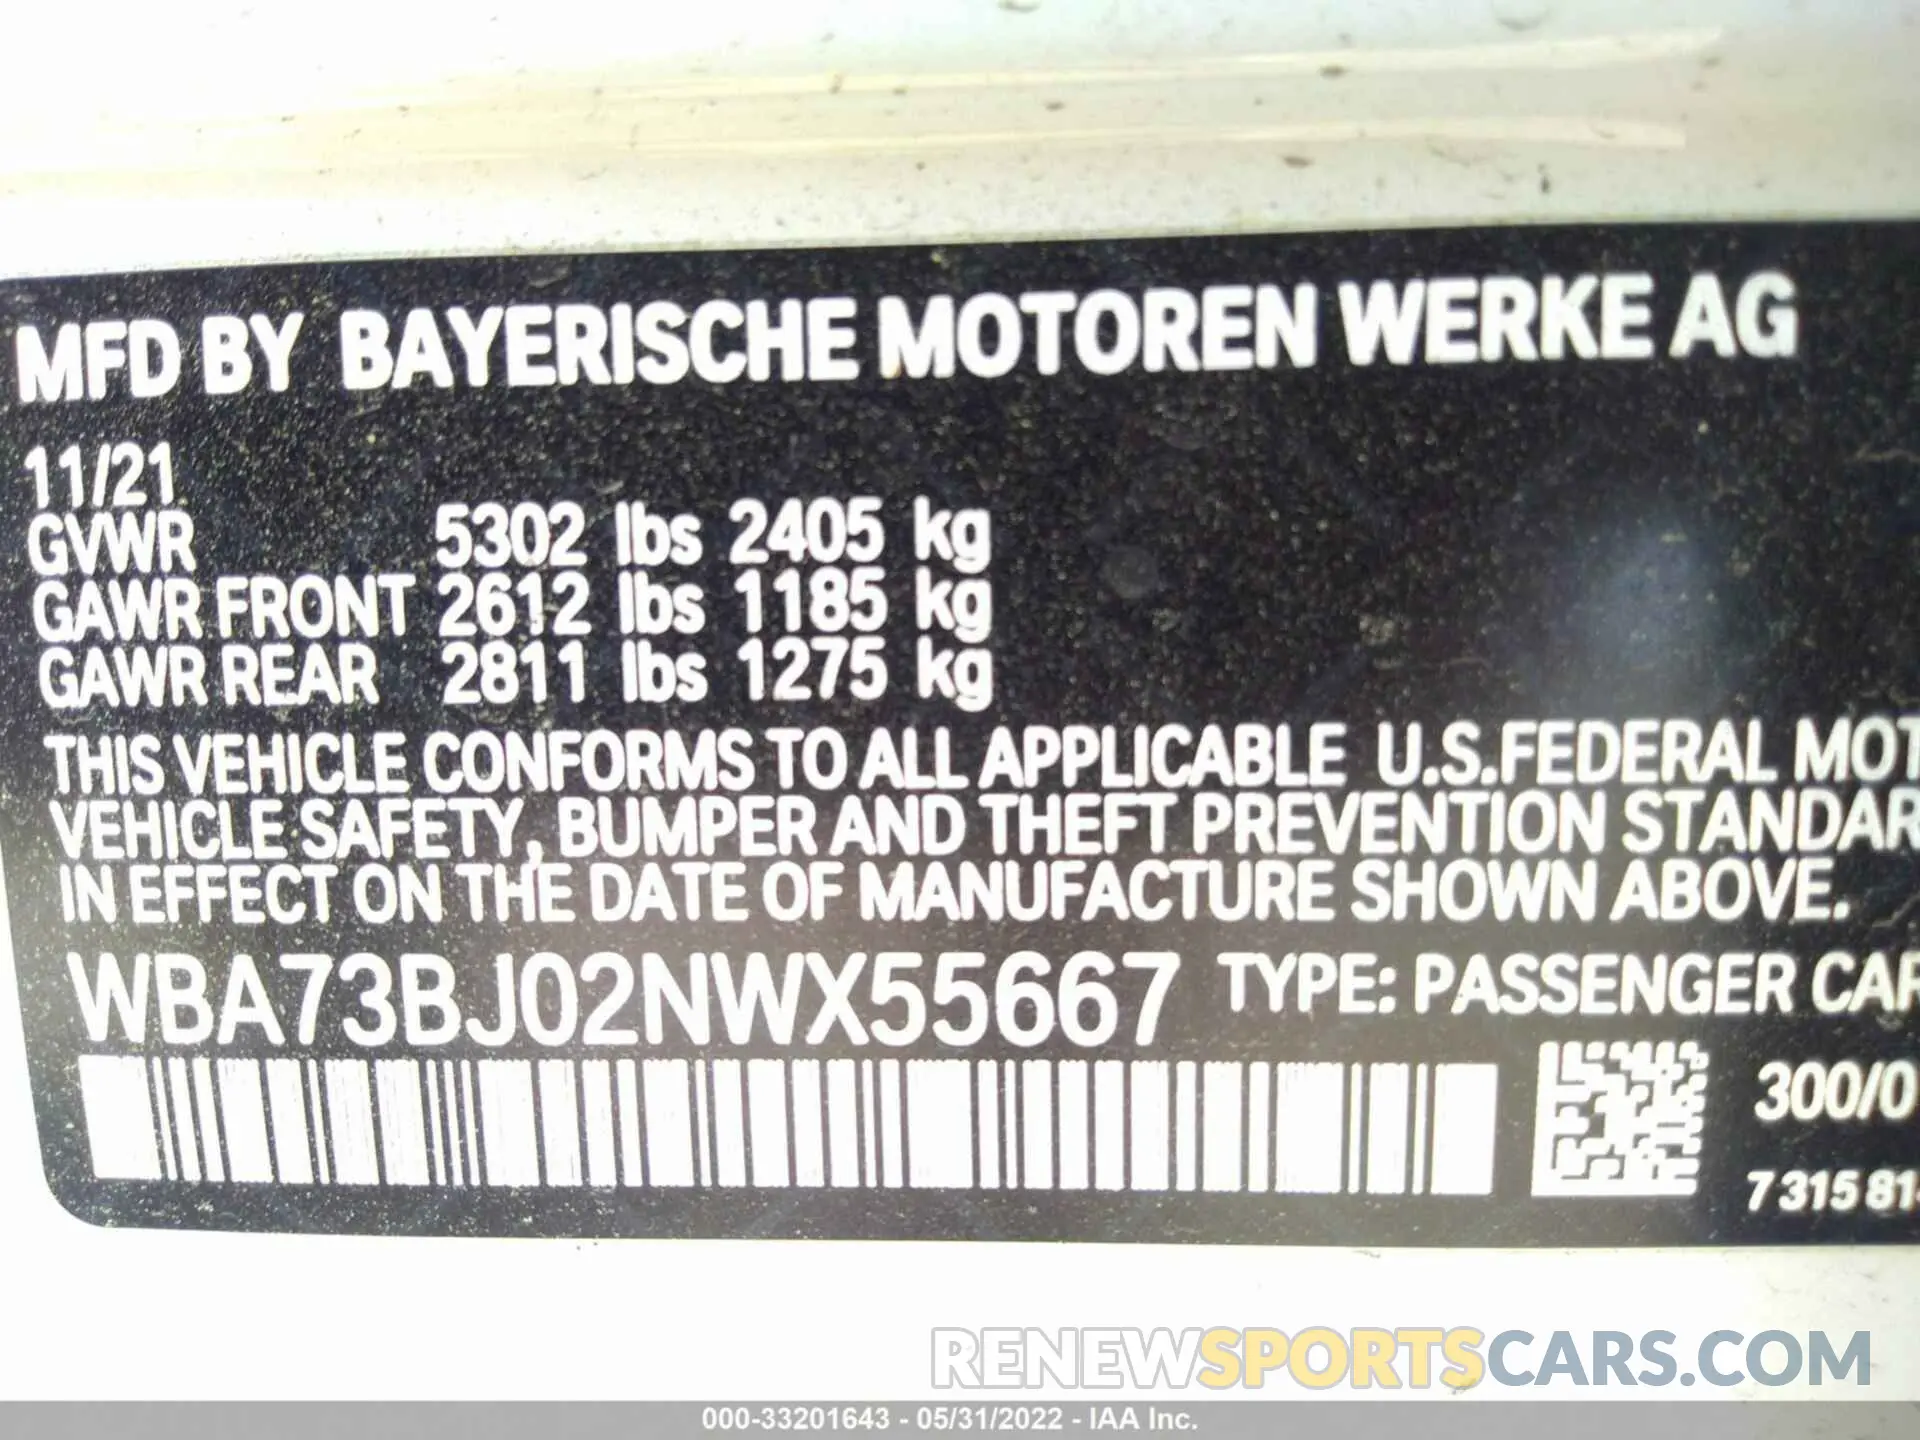 MFD BY BAYERISCHE MOTOREN WERKE AG
11/21
GVWR 5302 lbs 2405 kg
GAWR FRONT 2612 lbs 1185 kg
GAWR REAR 2811 lbs 1275 kg
THIS VEHICLE CONFORMS TO ALL APPLICABLE U.S.FEDERAL MOT
VEHICLE SAFETY, BUMPER AND THEFT PREVENTION STANDAR
IN EFFECT ON THE DATE OF MANUFACTURE SHOWN ABOVE.
WBA73BJ02NWX55667 TYPE: PASSENGER CAR
300/0
7 315 81
RENEWSPORTSCARS.COM
000-33201643 - 05/31/2022 - IAA Inc.